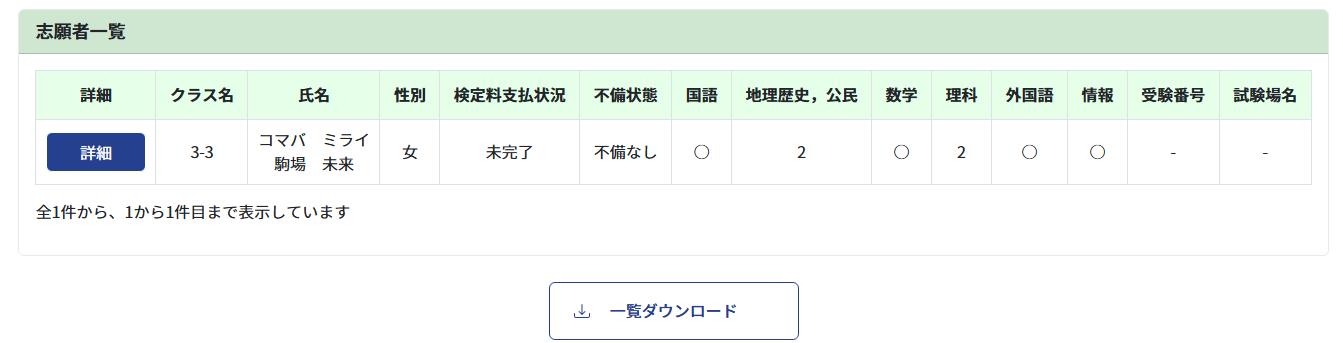 志願者一覧
詳細 クラス名 氏名 性別 検定料支払状況 不備状態 国語 地理歴史，公民 数学 理科 外国語 情報 受験番号 試験場名
詳細 3-3 コマバ　ミライ 女 未完了 不備なし 〇 2 〇 2 〇 〇 - -
駒場　未来
全1件から、1から1件目まで表示しています
一覧ダウンロード